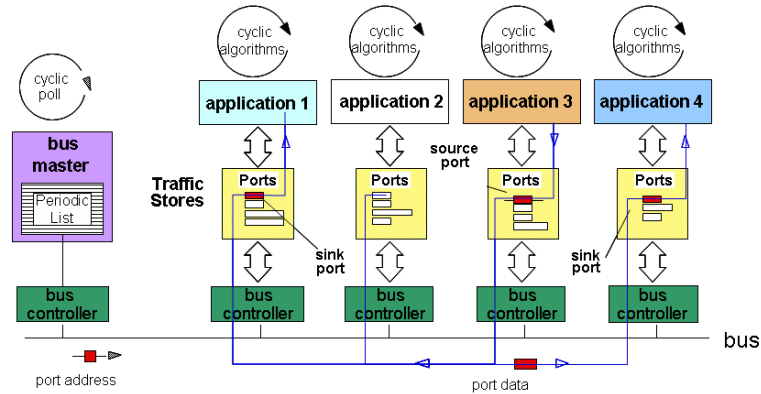 cyclic
algorithms
cyclic
algorithms
cyclic
algorithms
cyclic
algorithms
cyclic
poll
application 1
application 2
application 3
application 4
bus
master
Periodic
List
source
port
Traffic
Stores
Ports
Ports
Ports
Ports
sink
port
sink
port
bus
controller
bus
controller
bus
controller
bus
controller
bus
controller
bus
port address
port data